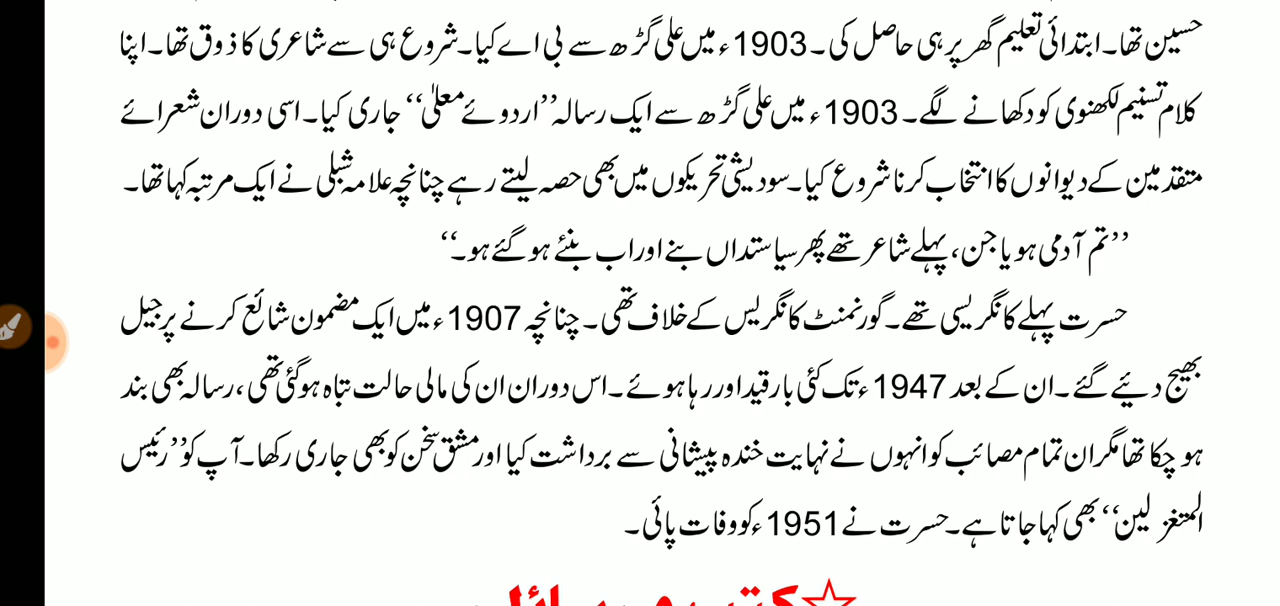 حسین تھا۔ ابتدائی تعلیم گھر پر ہی حاصل کی۔ 1903ء میں علی گڑھ سے بی اے کیا۔ شروع ہی سے شاعری کا ذوق تھا۔ اپنا
کلام تسنیم لکھنوی کو دکھانے لگے۔ 1903ء میں علی گڑھ سے ایک رسالہ ’’اردوئے معلیٰ‘‘ جاری کیا۔ اسی دوران شعرائے
متقدمین کے دیوانوں کا انتخاب کرنا شروع کیا۔ سودیشی تحریکوں میں بھی حصہ لیتے رہے چنانچہ علامہ شبلی نے ایک مرتبہ کہا تھا۔
’’تم آدمی ہو یا جن، پہلے شاعر تھے پھر سیاستداں بنے اور اب بنئے ہو گئے ہو۔‘‘
حسرت پہلے کانگریسی تھے۔ گورنمنٹ کانگریس کے خلاف تھی۔ چنانچہ 1907ء میں ایک مضمون شائع کرنے پر جیل
بھیج دئیے گئے۔ ان کے بعد 1947ء تک کئی بار قید اور رہا ہوئے۔ اس دوران ان کی مالی حالت تباہ ہو گئی تھی، رسالہ بھی بند
ہو چکا تھا مگر ان تمام مصائب کو انہوں نے نہایت خندہ پیشانی سے برداشت کیا اور مشق سخن کو بھی جاری رکھا۔ آپ کو ’’رئیس
المتغزلین‘‘ بھی کہا جاتا ہے۔ حسرت نے 1951ء کو وفات پائی۔